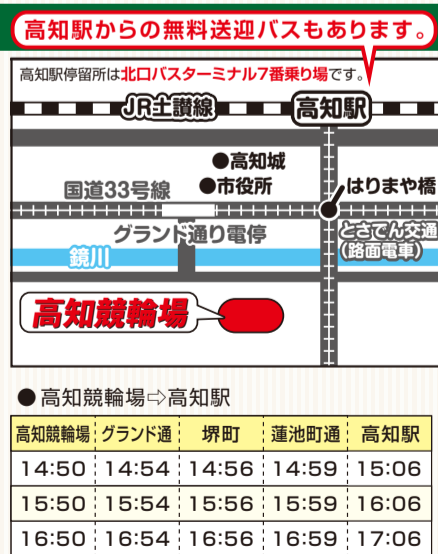 高知駅からの無料送迎バスもあります。
高知駅停留所は北口バスターミナル7番乗り場です。
JR土讃線
高知駅
●高知城
国道33号線
●市役所
はりまや橋
グランド通り電停
とさでん交通
(路面電車)
鏡川
高知競輪場
●高知競輪場⇨高知駅
高知競輪場 グランド通 堺町 蓮池町通 高知駅
14:50 14:54 14:56 14:59 15:06
15:50 15:54 15:56 15:59 16:06
16:50 16:54 16:56 16:59 17:06